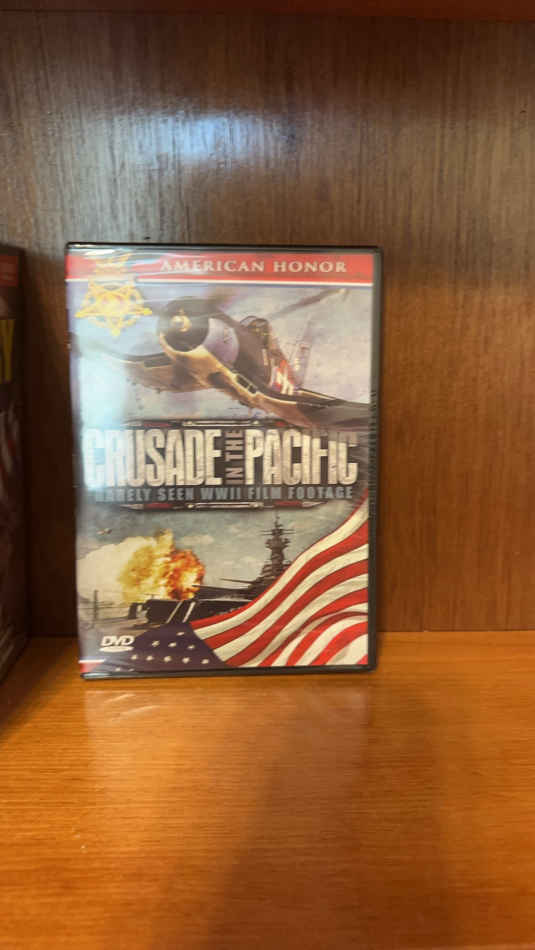 AMERICAN HONOR
CRUSADE IN THE PACIFIC
RARELY SEEN WWII FILM FOOTAGE
DVD
Y